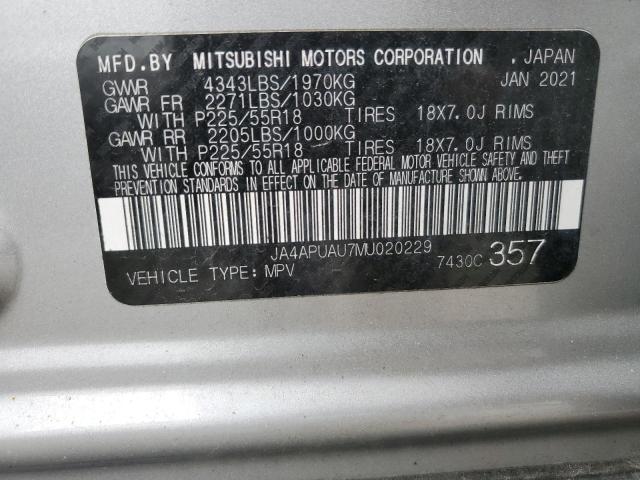 MFD.BY MITSUBISHI MOTORS CORPORATION . JAPAN
GVWR 4343LBS/1970KG JAN 2021
GAWR FR 2271LBS/1030KG
WITH P225/55R18 TIRES 18X7.0J RIMS
GAWR RR 2205LBS/1000KG
WITH P225/55R18 TIRES 18X7.0J RIMS
THIS VEHICLE CONFORMS TO ALL APPLICABLE FEDERAL MOTOR VEHICLE SAFETY AND THEFT
PREVENTION STANDARDS IN EFFECT ON THE DATE OF MANUFACTURE SHOWN ABOVE.
JA4APUAU7MU020229
VEHICLE TYPE:MPV 7430C 357